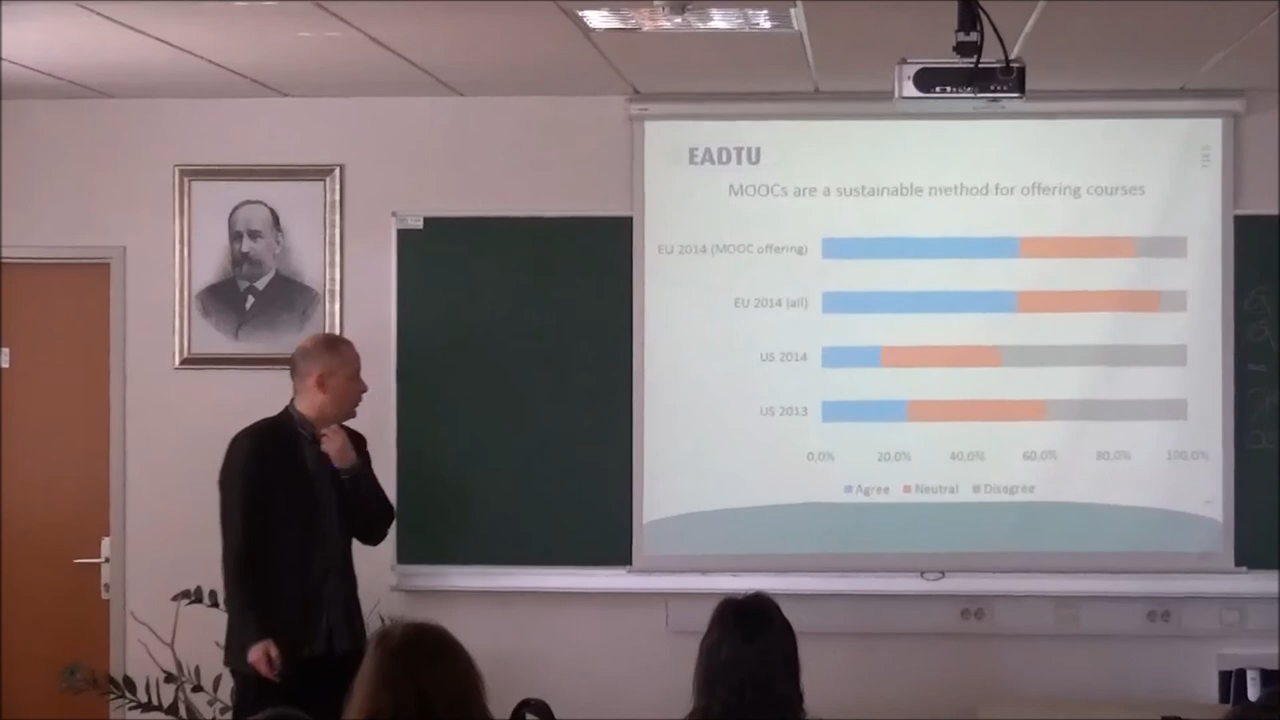 EADTU
MOOCs are a sustainable method for offering courses
EU 2014 (MOOC offering)
EU 2014 (all)
US 2014
US 2013
0,0% 20,0% 40,0% 60,0% 80,0% 100,0%
Agree Neutral Disagree